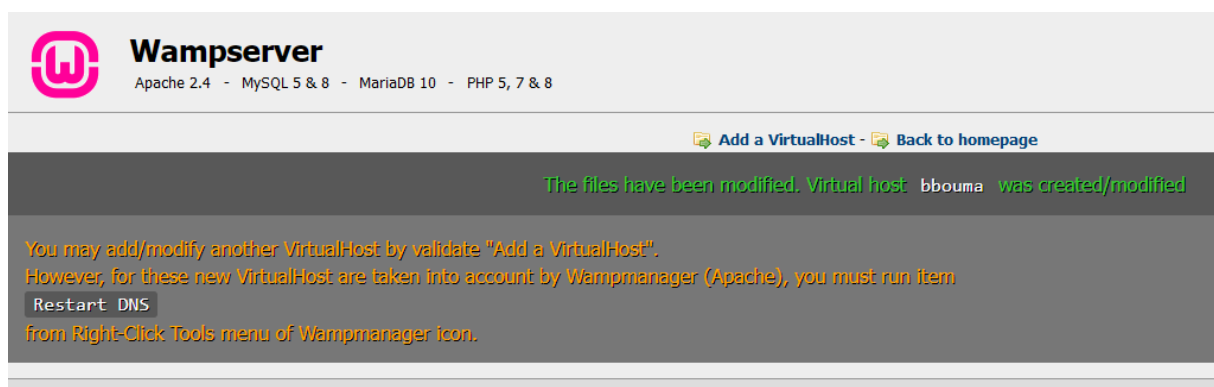 Wampserver
Apache 2.4 - MySQL 5 & 8 - MariaDB 10 - PHP 5, 7 & 8
Add a VirtualHost - Back to homepage
The files have been modified. Virtual host bbouma was created/modified
You may add/modify another VirtualHost by validate "Add a VirtualHost".
However, for these new VirtualHost are taken into account by Wampmanager (Apache), you must run item
Restart DNS
from Right-Click Tools menu of Wampmanager icon.